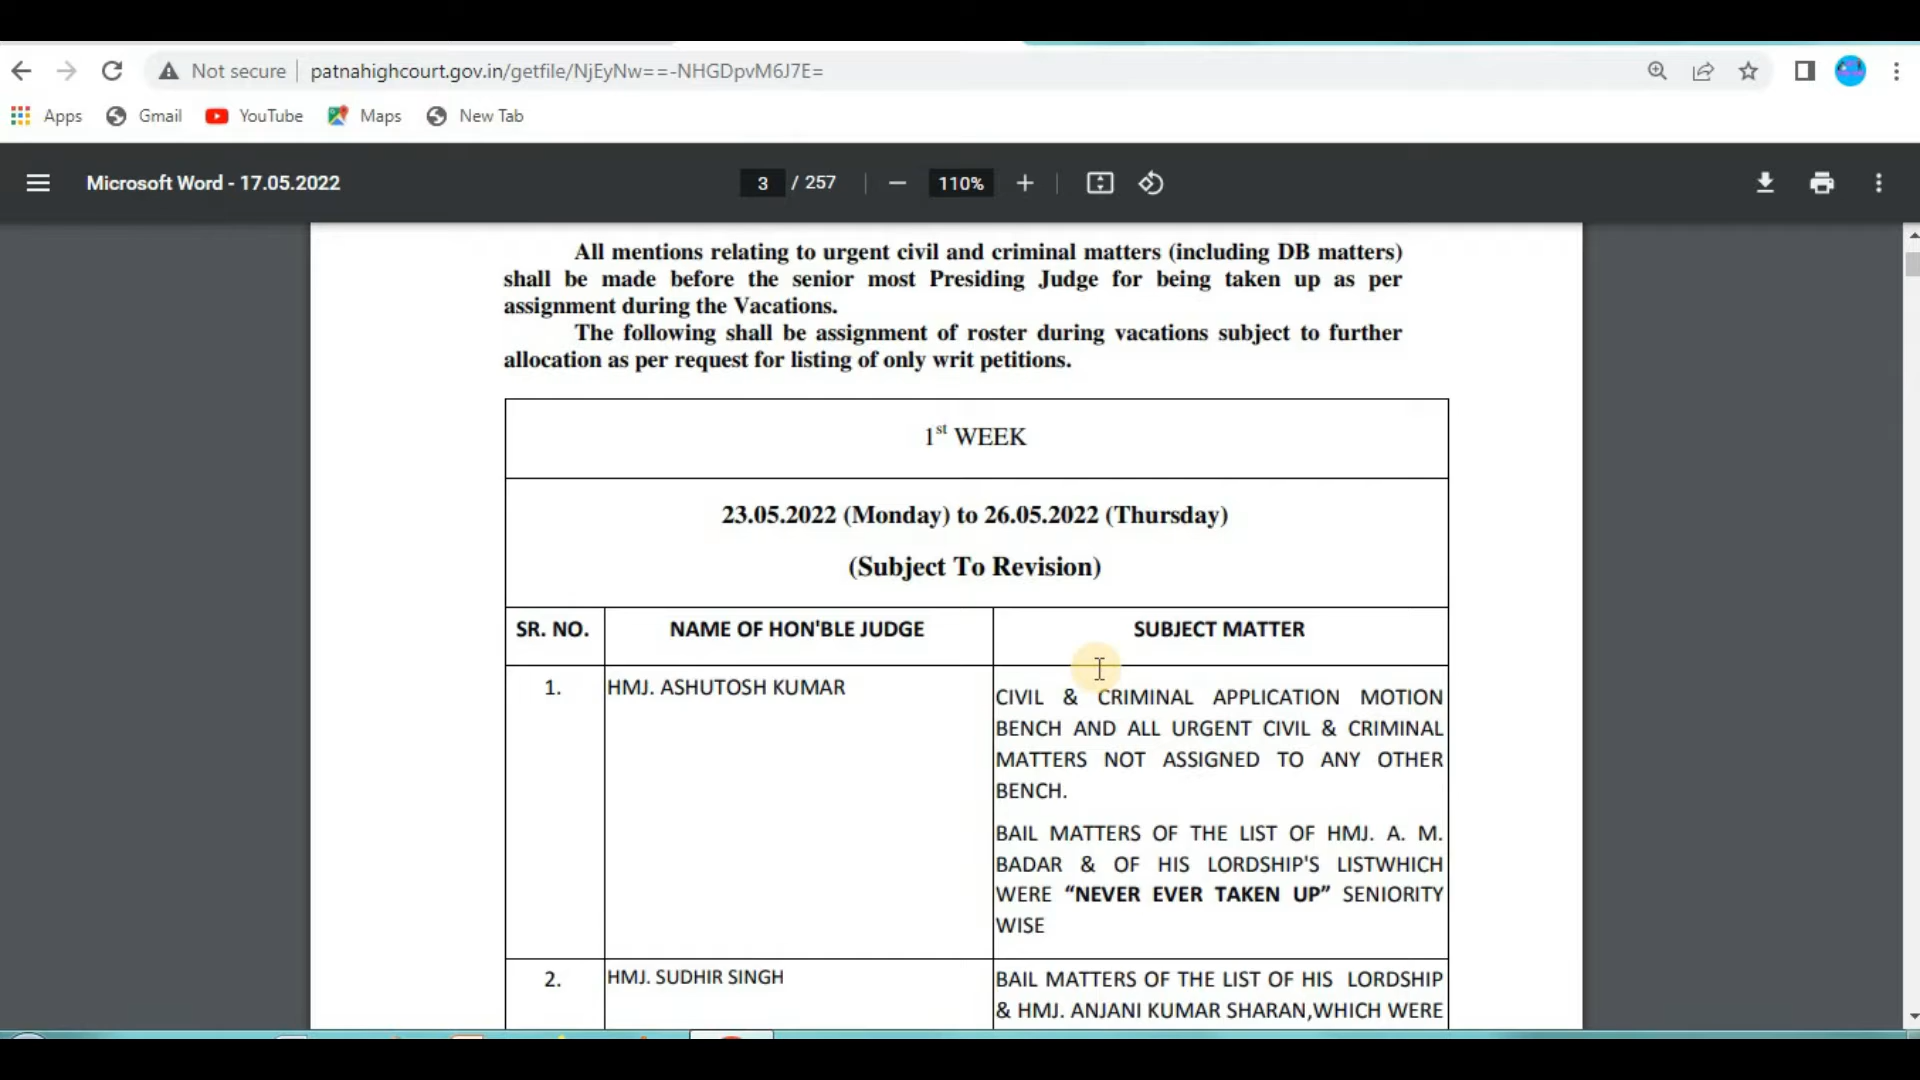 Not secure patnahighcourt.gov.in/getfile/NjEyNw==-NHGDpvM6J7E=
Apps Gmail YouTube Maps New Tab
Microsoft Word - 17.05.2022 3 / 257 110%
All mentions relating to urgent civil and criminal matters (including DB matters)
shall be made before the senior most Presiding Judge for being taken up as per
assignment during the Vacations.
The following shall be assignment of roster during vacations subject to further
allocation as per request for listing of only writ petitions.
1st WEEK
23.05.2022 (Monday) to 26.05.2022 (Thursday)
(Subject To Revision)
SR. NO. NAME OF HON'BLE JUDGE SUBJECT MATTER
1. HMJ. ASHUTOSH KUMAR
CIVIL & CRIMINAL APPLICATION MOTION
BENCH AND ALL URGENT CIVIL & CRIMINAL
MATTERS NOT ASSIGNED TO ANY OTHER
BENCH.
BAIL MATTERS OF THE LIST OF HMJ. A. M.
BADAR & OF HIS LORDSHIP'S LISTWHICH
WERE “NEVER EVER TAKEN UP” SENIORITY
WISE
2. HMJ. SUDHIR SINGH
BAIL MATTERS OF THE LIST OF HIS LORDSHIP
& HMJ. ANJANI KUMAR SHARAN,WHICH WERE